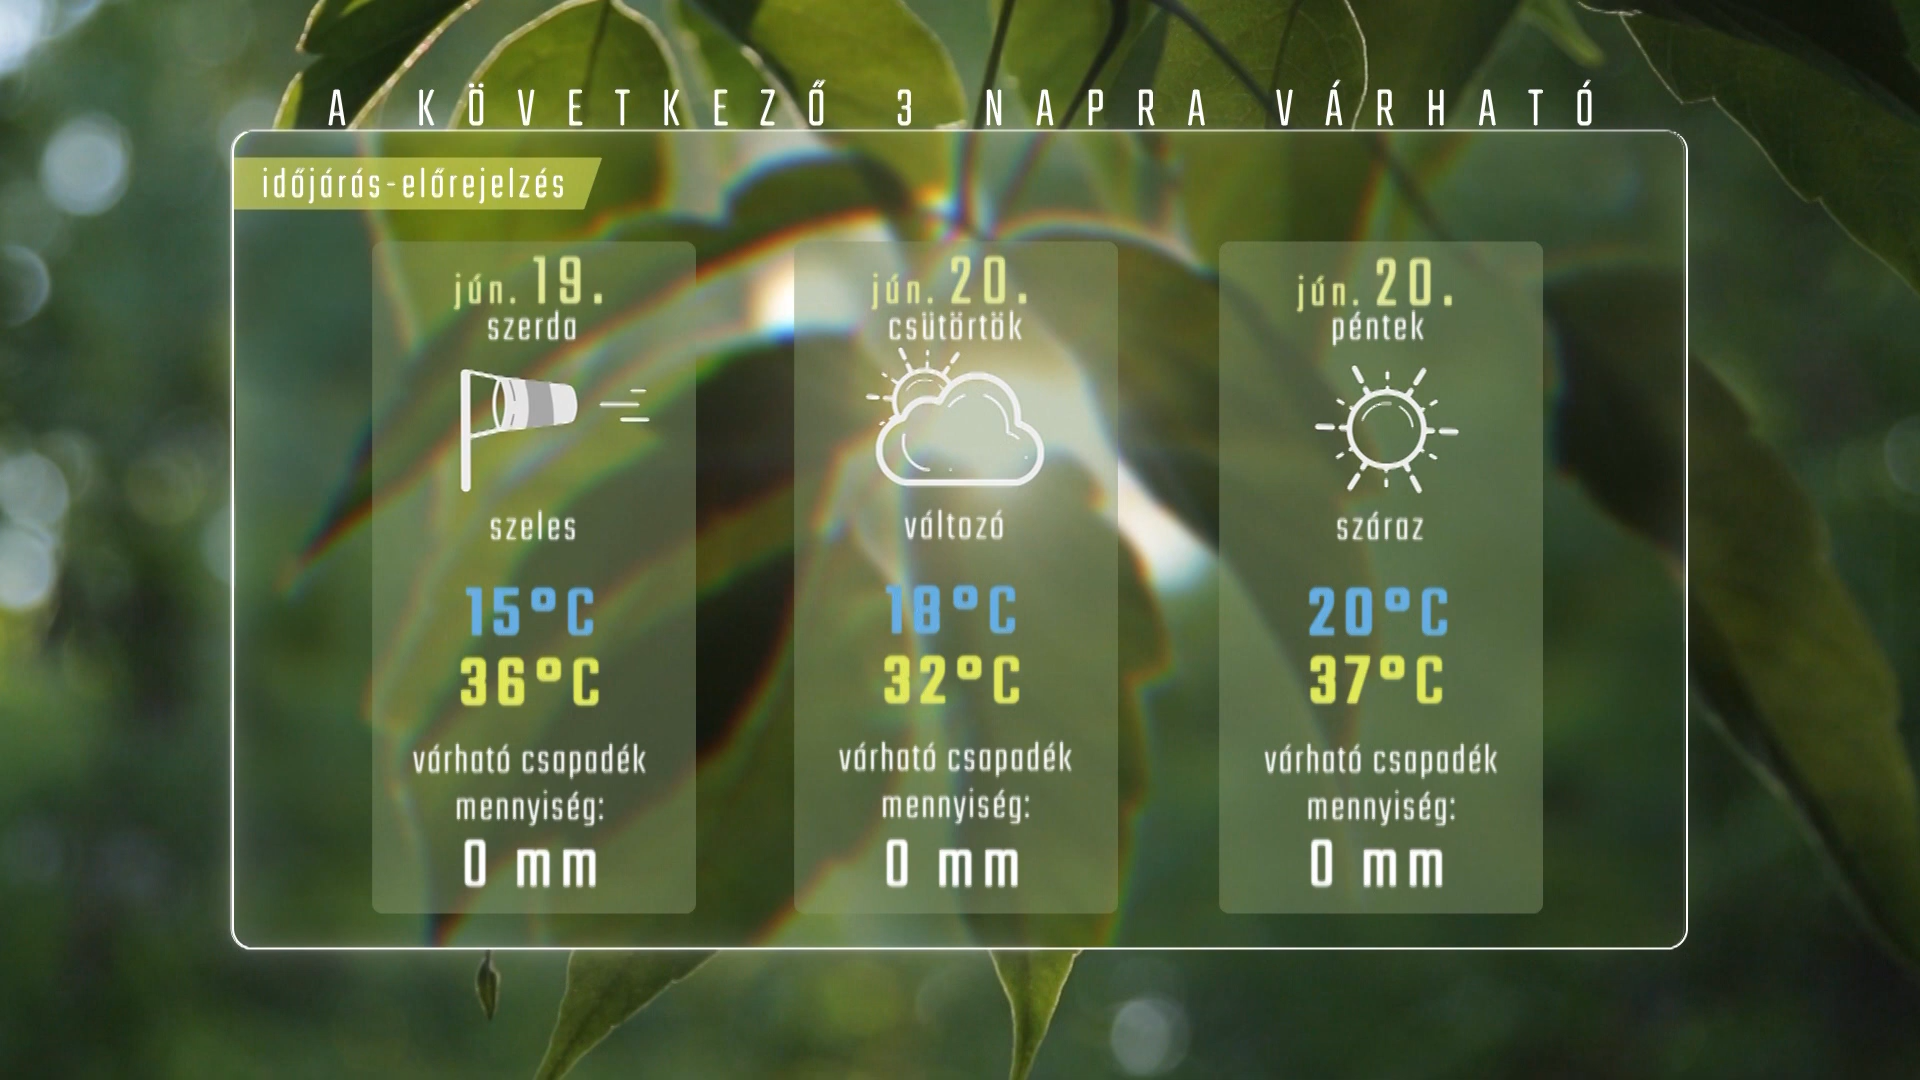 A KÖVETKEZŐ 3 NAPRA VÁRHATÓ
időjárás-előrejelzés
jún. 19.
szerda
szeles
15°C
36°C
várható csapadék
mennyiség:
0 mm
jún. 20.
csütörtök
változó
18°C
32°C
várható csapadék
mennyiség:
0 mm
jún. 20.
péntek
száraz
20°C
37°C
várható csapadék
mennyiség:
0 mm